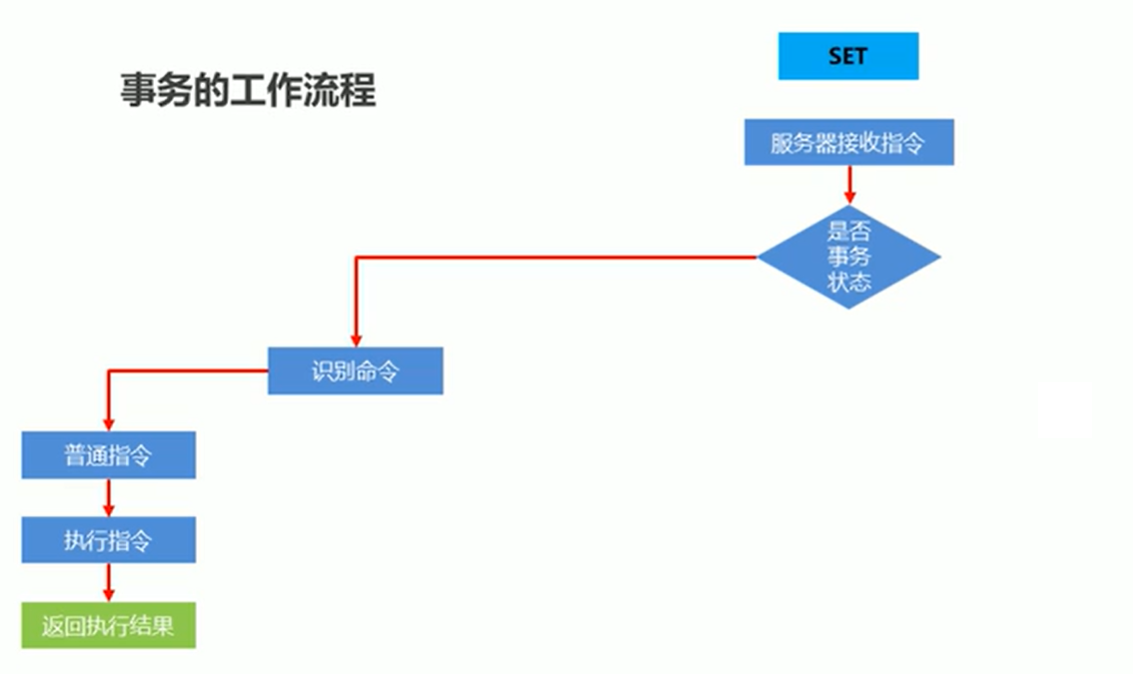 SET
事务的工作流程
服务器接收指令
是否
事务
状态
识别命令
普通指令
执行指令
返回执行结果